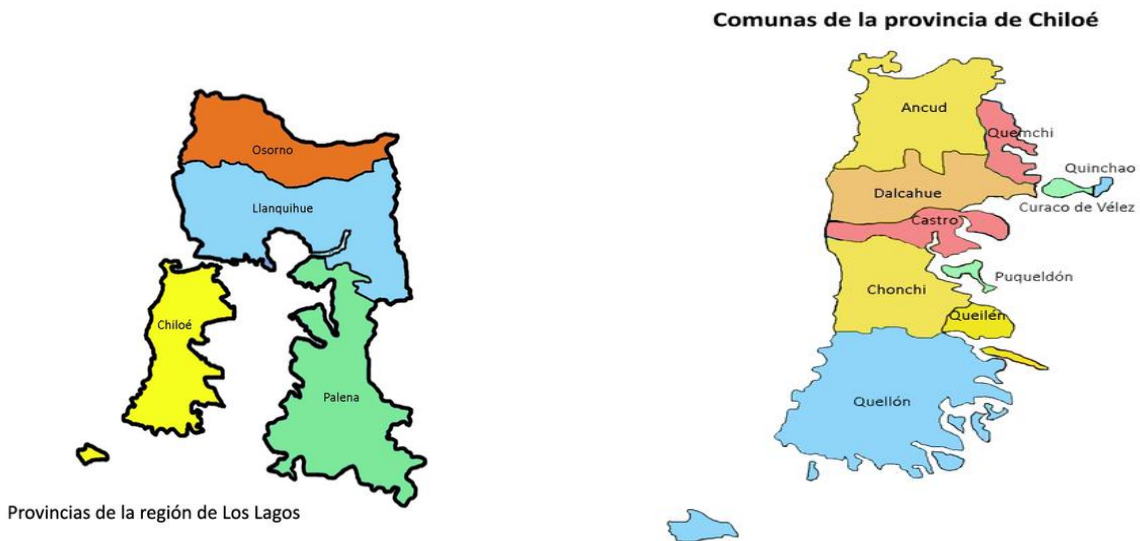 Osorno
Llanquihue
Chiloé
Palena
Provincias de la región de Los Lagos
Comunas de la provincia de Chiloé
Ancud
Quemchi
Quinchao
Dalcahue
Curaco de Vélez
Castro
Puqueldón
Chonchi
Queilén
Quellón